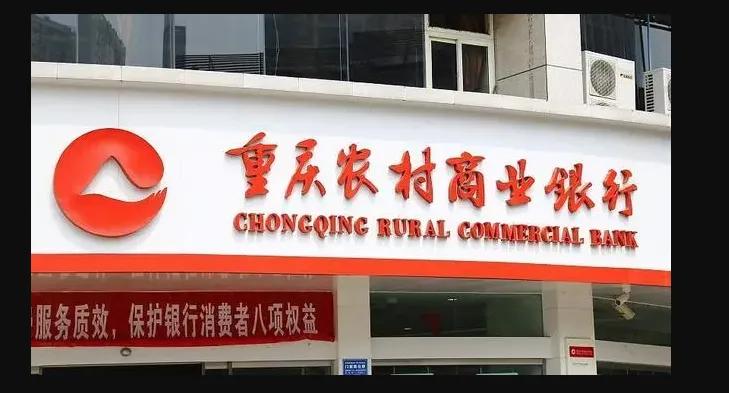 重庆农村商业银行
CHONGQING RURAL COMMERCIAL BANK
服务质效，保护银行消费者八项权益